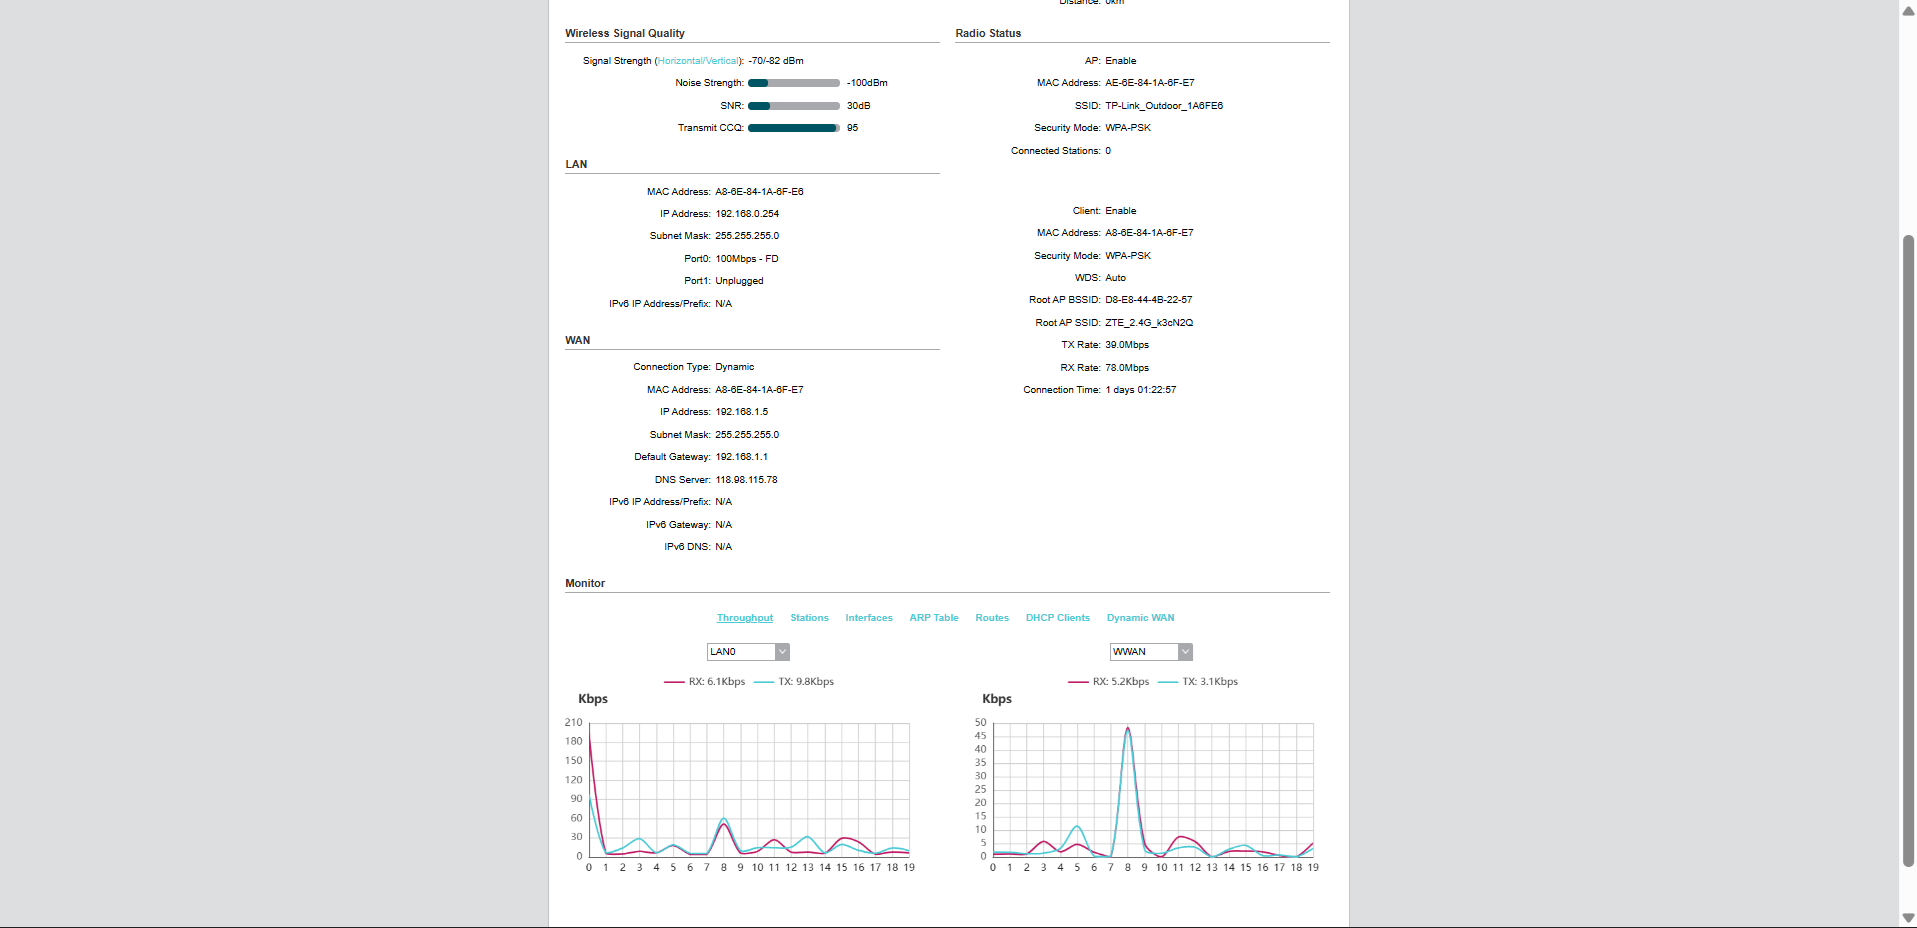 Distance: 0km
Wireless Signal Quality
Signal Strength (Horizontal/Vertical): -70/-82 dBm
Noise Strength: -100dBm
SNR: 30dB
Transmit CCQ: 95
LAN
MAC Address: A8-6E-84-1A-6F-E6
IP Address: 192.168.0.254
Subnet Mask: 255.255.255.0
Port0: 100Mbps - FD
Port1: Unplugged
IPv6 IP Address/Prefix: N/A
WAN
Connection Type: Dynamic
MAC Address: A8-6E-84-1A-6F-E7
IP Address: 192.168.1.5
Subnet Mask: 255.255.255.0
Default Gateway: 192.168.1.1
DNS Server: 118.98.115.78
IPv6 IP Address/Prefix: N/A
IPv6 Gateway: N/A
IPv6 DNS: N/A
Radio Status
AP: Enable
MAC Address: AE-6E-84-1A-6F-E7
SSID: TP-Link_Outdoor_1A6FE6
Security Mode: WPA-PSK
Connected Stations: 0
Client: Enable
MAC Address: A8-6E-84-1A-6F-E7
Security Mode: WPA-PSK
WDS: Auto
Root AP BSSID: D8-E8-44-4B-22-57
Root AP SSID: ZTE_2.4G_k3cN2Q
TX Rate: 39.0Mbps
RX Rate: 78.0Mbps
Connection Time: 1 days 01:22:57
Monitor
Throughput Stations Interfaces ARP Table Routes DHCP Clients Dynamic WAN
LAN0
RX: 6.1Kbps TX: 9.8Kbps
Kbps
210
180
150
120
90
60
30
0
0 1 2 3 4 5 6 7 8 9 10 11 12 13 14 15 16 17 18 19
WWAN
RX: 5.2Kbps TX: 3.1Kbps
Kbps
50
45
40
35
30
25
20
15
10
5
0
0 1 2 3 4 5 6 7 8 9 10 11 12 13 14 15 16 17 18 19